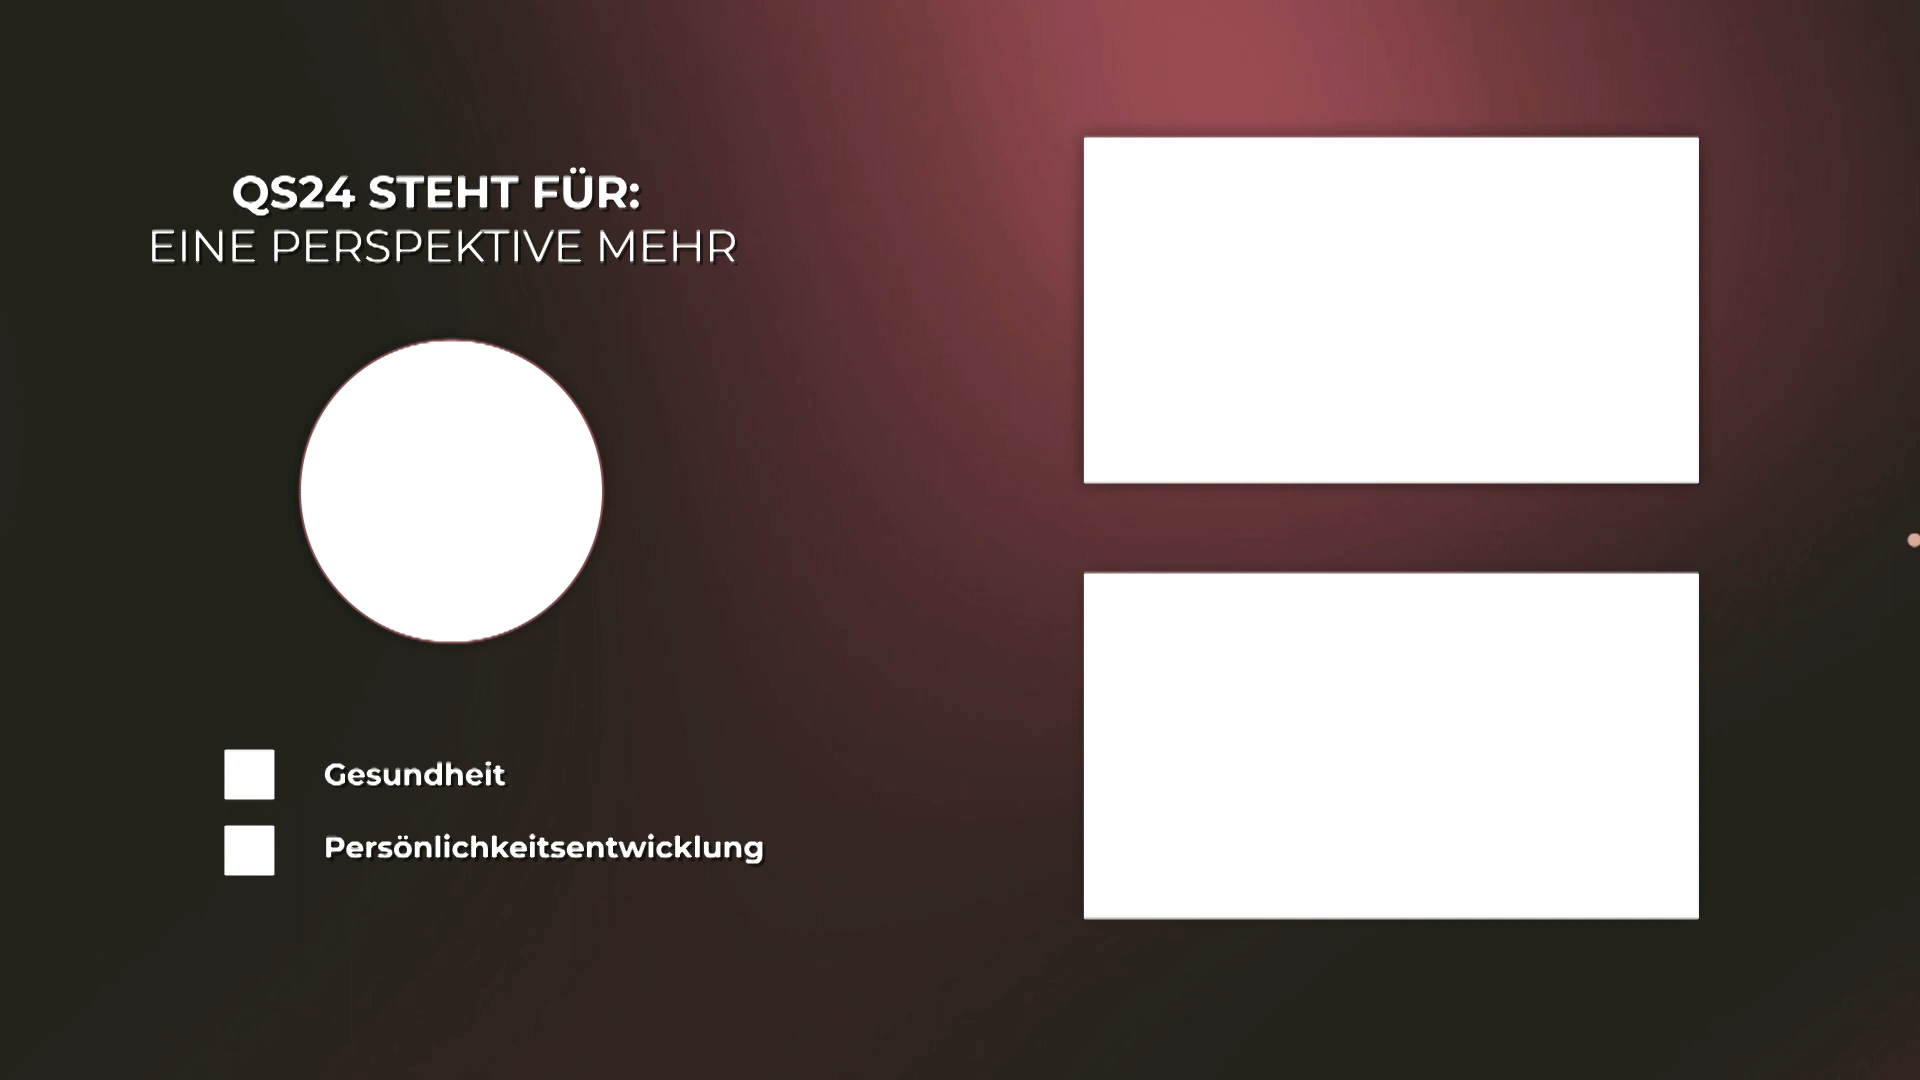 QS24 STEHT FÜR:
EINE PERSPEKTIVE MEHR
Gesundheit
Persönlichkeitsentwicklung